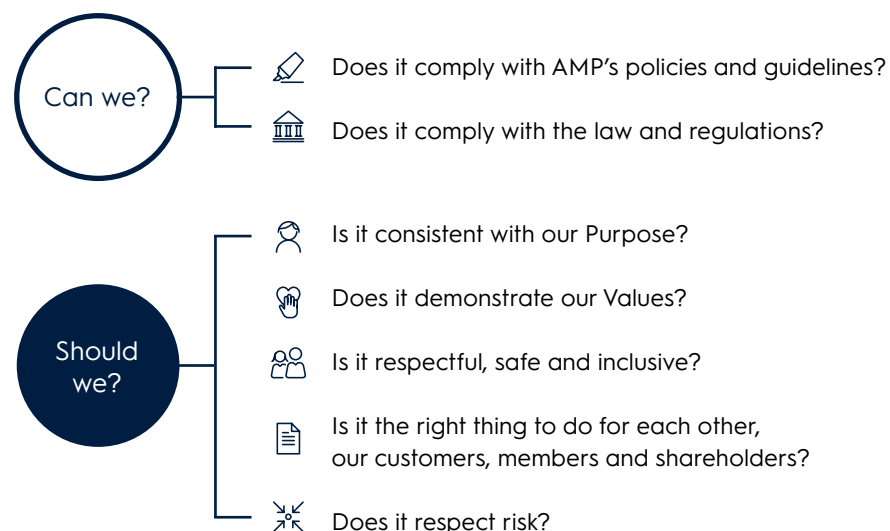 Can we?
Does it comply with AMP’s policies and guidelines?
Does it comply with the law and regulations?
Should
we?
Is it consistent with our Purpose?
Does it demonstrate our Values?
Is it respectful, safe and inclusive?
Is it the right thing to do for each other,
our customers, members and shareholders?
Does it respect risk?